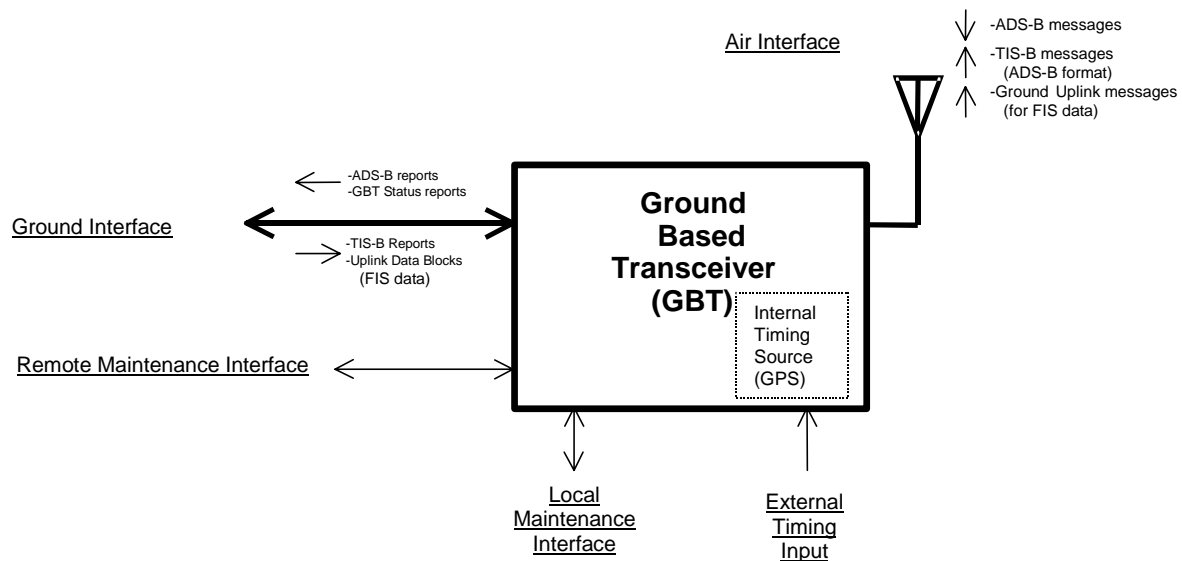 Air Interface
-ADS-B messages
-TIS-B messages
(ADS-B format)
-Ground Uplink messages
(for FIS data)
-ADS-B reports
-GBT Status reports
Ground Interface
-TIS-B Reports
-Uplink Data Blocks
(FIS data)
Ground
Based
Transceiver
(GBT)
Internal
Timing
Source
(GPS)
Remote Maintenance Interface
Local
Maintenance
Interface
External
Timing
Input